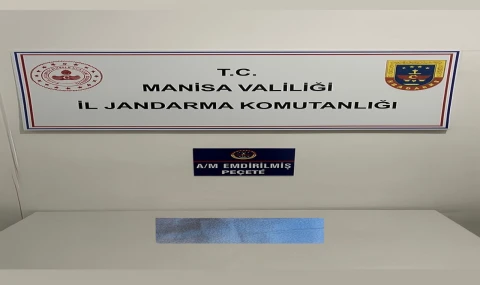 T.C.
MANİSA VALİLİĞİ
İL JANDARMA KOMUTANLIĞI
A/M EMDİRİLMİŞ
PEÇETE